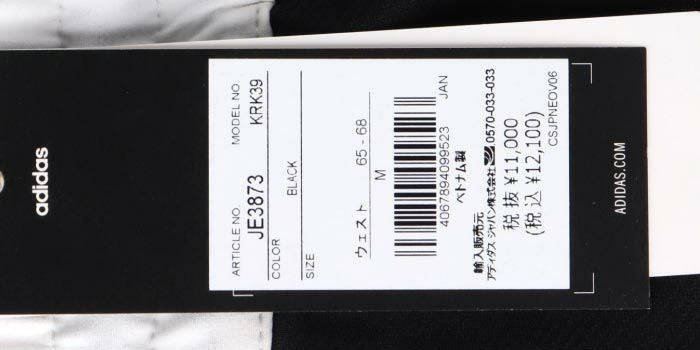 adidas
ARTICLE NO. MODEL NO.
JE3873 KRK39
COLOR
BLACK
SIZE
ウェスト 65 - 68
M
JAN
4067894099523
ベトナム製
輸入販売元
アディダス ジャパン株式会社 0570-033-033
税 抜 ¥11,000
(税 込 ¥12,100)
CSJPNEOV06
ADIDAS.COM